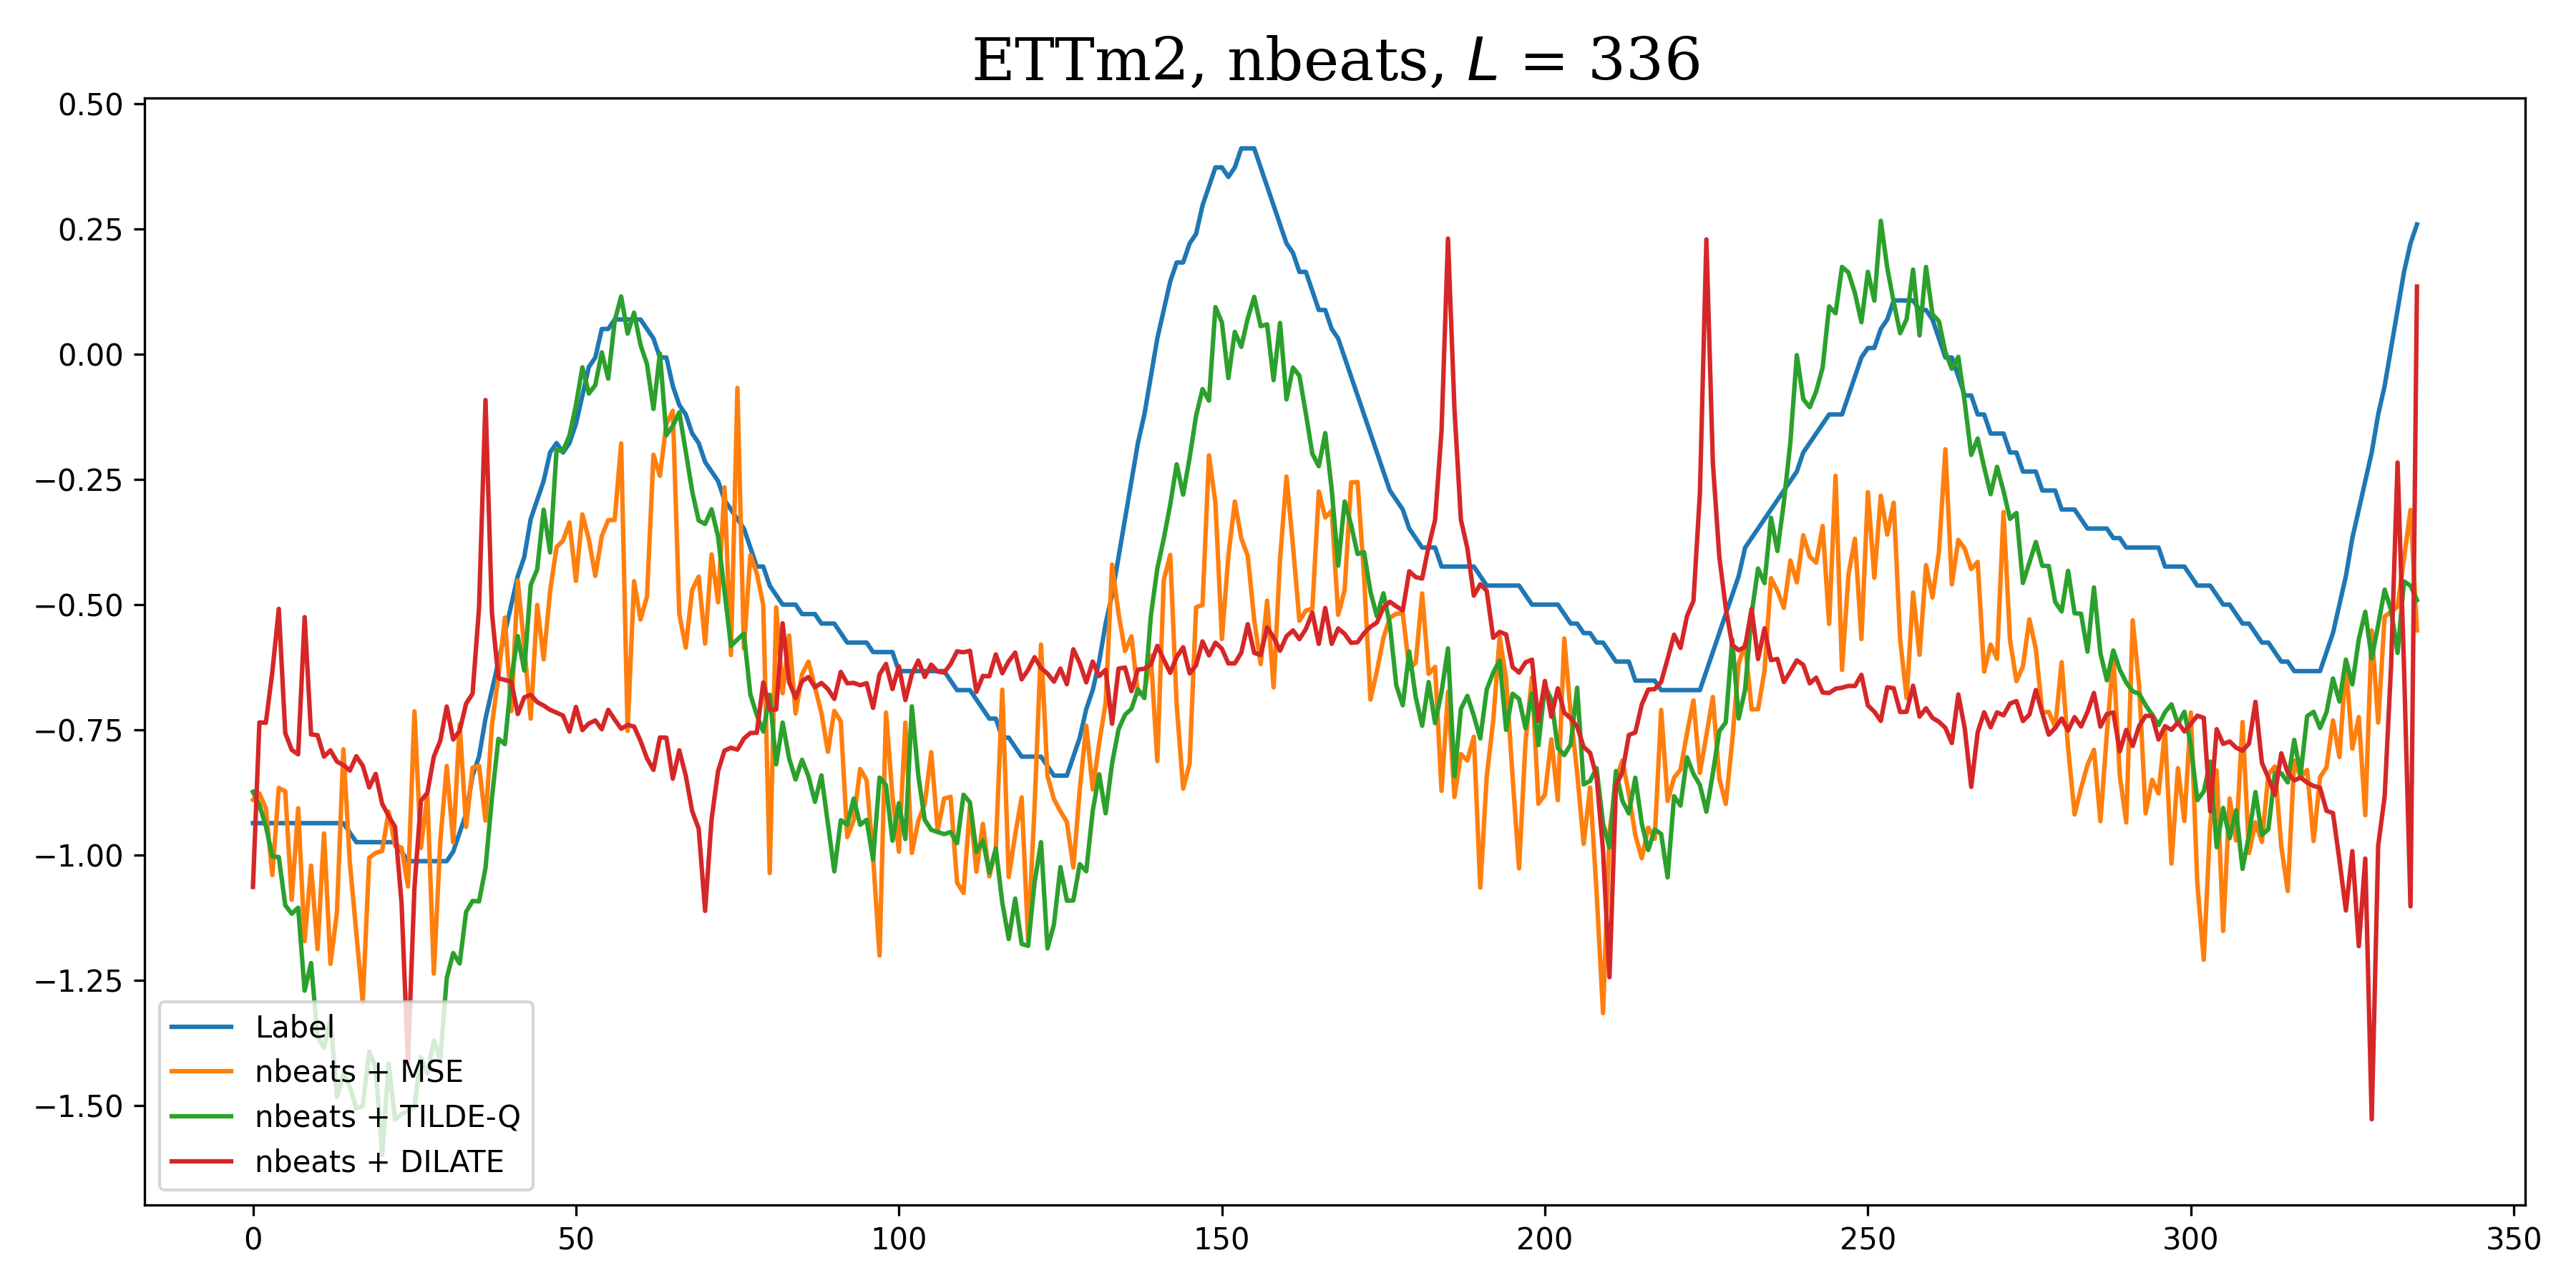 ETTm2, nbeats, L = 336
0.50
0.25
0.00
−0.25
−0.50
−0.75
−1.00
−1.25
−1.50
Label
nbeats + MSE
nbeats + TILDE-Q
nbeats + DILATE
0 50 100 150 200 250 300 350